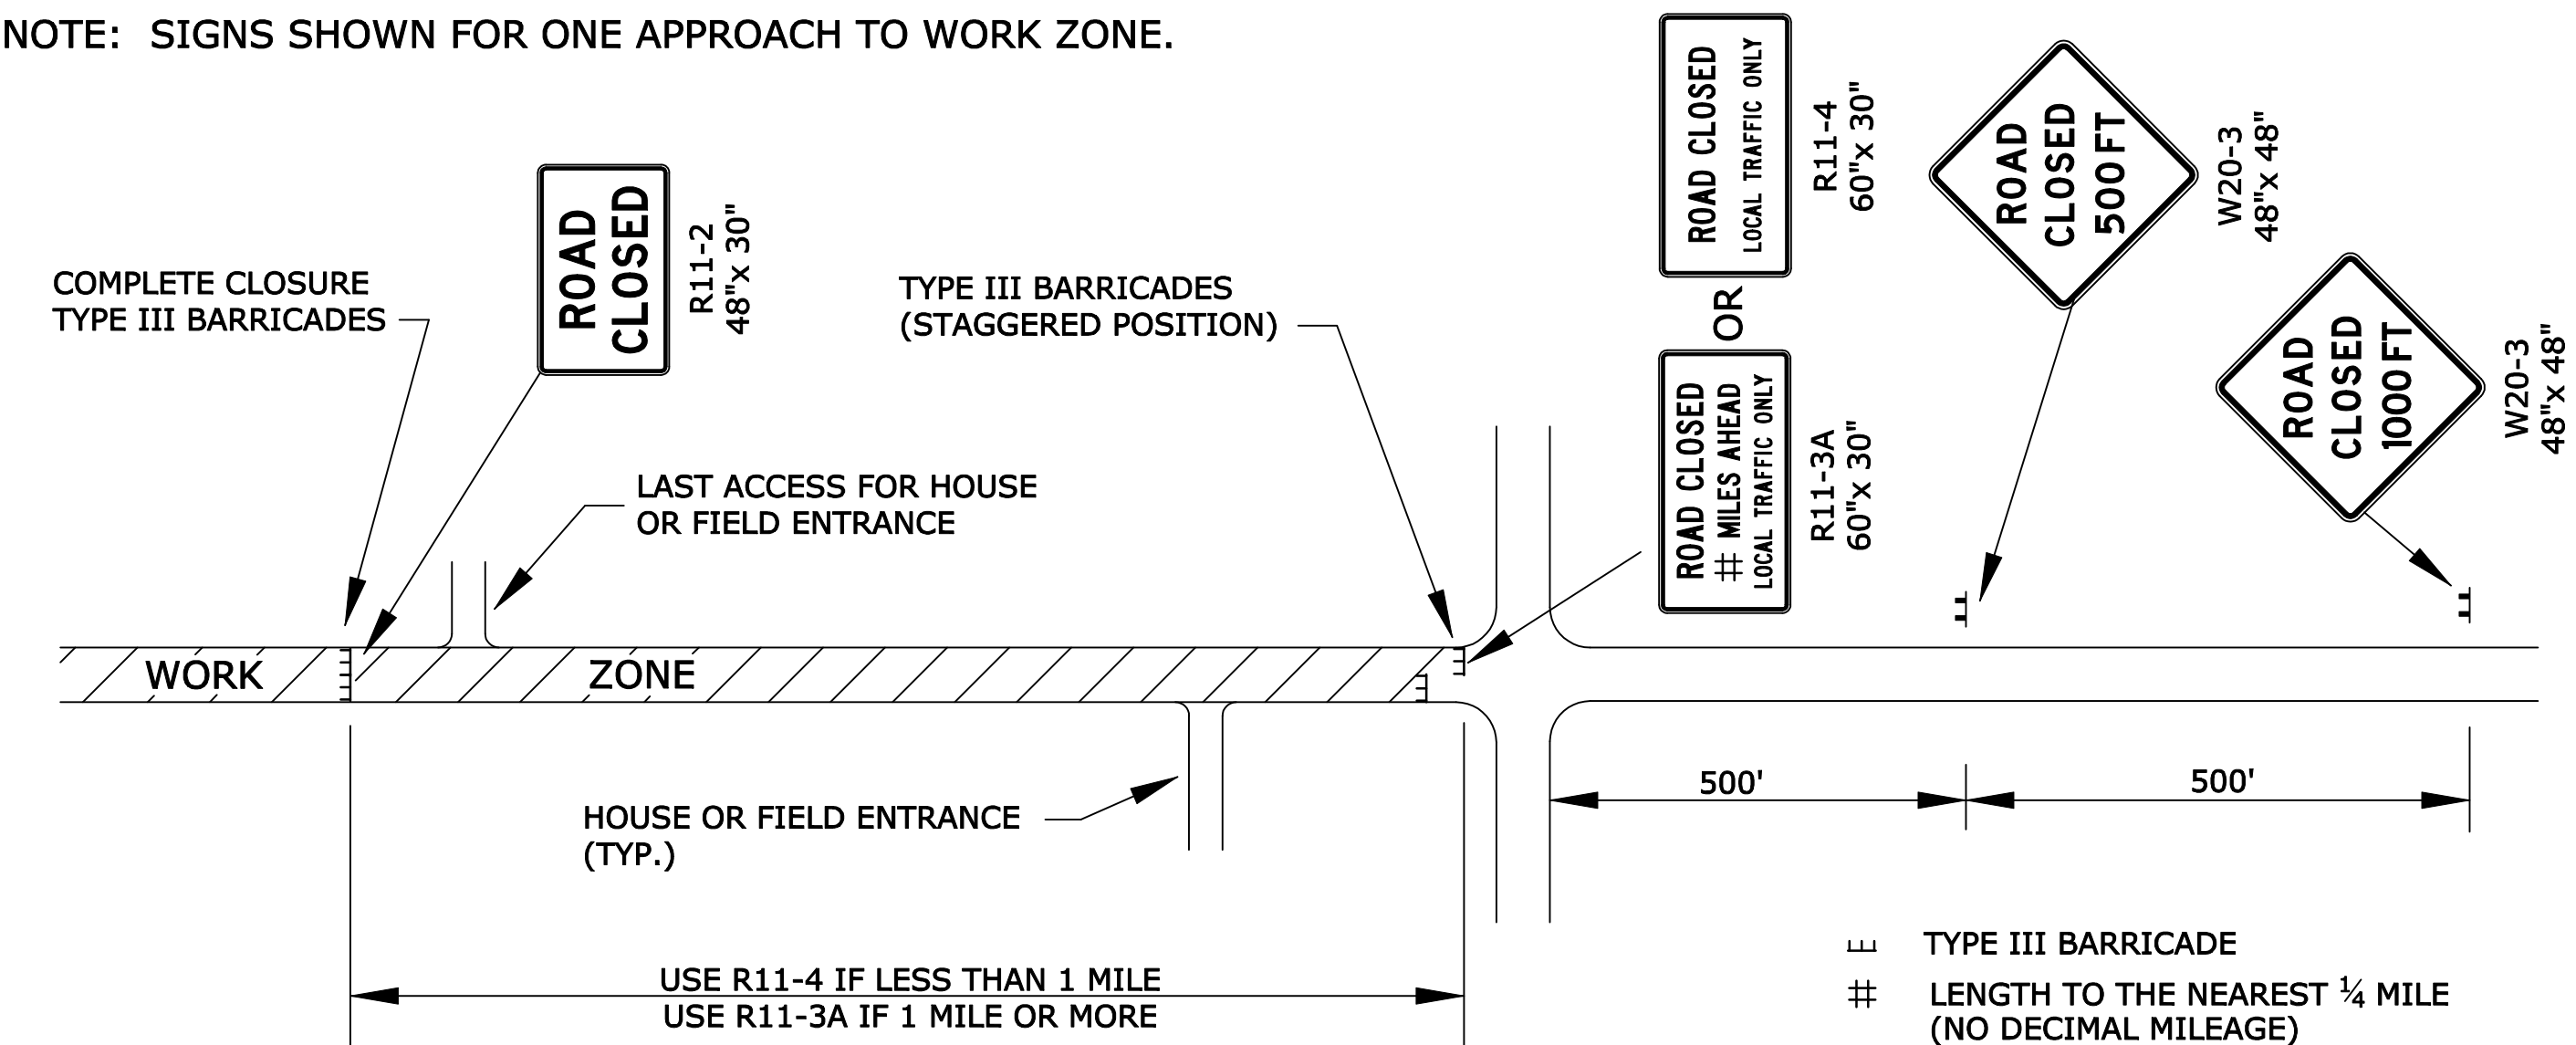 NOTE: SIGNS SHOWN FOR ONE APPROACH TO WORK ZONE.
COMPLETE CLOSURE
TYPE III BARRICADES
ROAD
CLOSED
R11-2
48"x 30"
TYPE III BARRICADES
(STAGGERED POSITION)
ROAD CLOSED
LOCAL TRAFFIC ONLY
R11-4
60"x 30"
OR
ROAD CLOSED
# MILES AHEAD
LOCAL TRAFFIC ONLY
R11-3A
60"x 30"
ROAD
CLOSED
500 FT
W20-3
48"x 48"
ROAD
CLOSED
1000 FT
W20-3
48"x 48"
LAST ACCESS FOR HOUSE
OR FIELD ENTRANCE
WORK
ZONE
HOUSE OR FIELD ENTRANCE
(TYP.)
500'
500'
USE R11-4 IF LESS THAN 1 MILE
USE R11-3A IF 1 MILE OR MORE
TYPE III BARRICADE
# LENGTH TO THE NEAREST ¼ MILE
(NO DECIMAL MILEAGE)